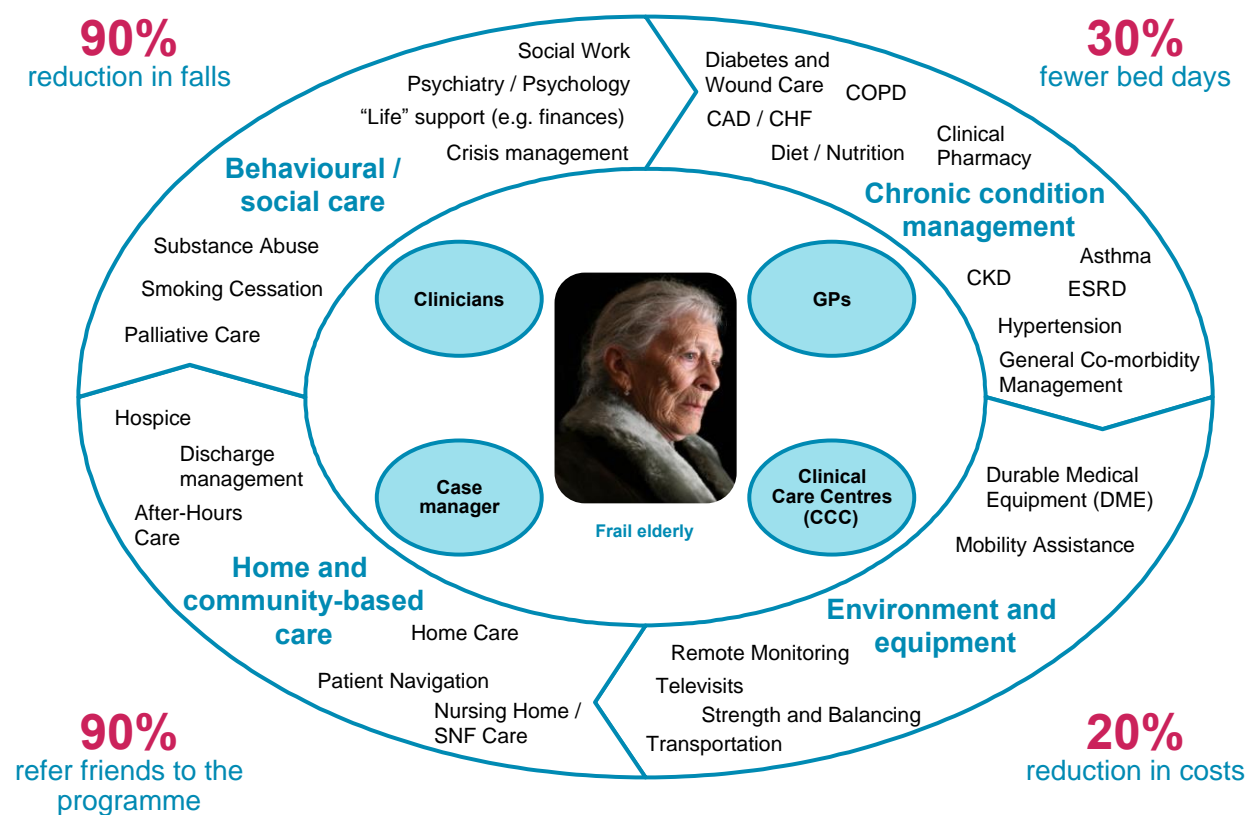 90%
reduction in falls
30%
fewer bed days
Social Work
Psychiatry / Psychology
“Life” support (e.g. finances)
Crisis management
Behavioural /
social care
Substance Abuse
Smoking Cessation
Palliative Care
Diabetes and
Wound Care
COPD
CAD / CHF
Diet / Nutrition
Clinical
Pharmacy
Chronic condition
management
Asthma
CKD
ESRD
Hypertension
General Co-morbidity
Management
Clinicians
GPs
Case
manager
Clinical
Care Centres
(CCC)
Frail elderly
Hospice
Discharge
management
After-Hours
Care
Home and
community-based
care
Home Care
Patient Navigation
Nursing Home /
SNF Care
Durable Medical
Equipment (DME)
Mobility Assistance
Environment and
equipment
Remote Monitoring
Televisits
Strength and Balancing
Transportation
90%
refer friends to the
programme
20%
reduction in costs